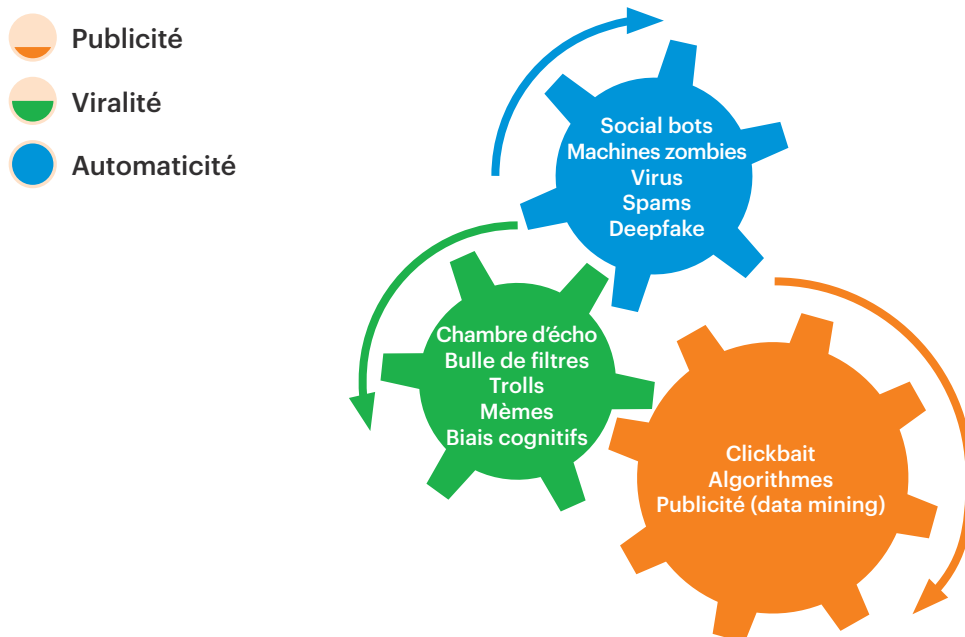 Publicité
Viralité
Automaticité
Social bots
Machines zombies
Virus
Spams
Deepfake
Chambre d'écho
Bulle de filtres
Trolls
Mèmes
Biais cognitifs
Clickbait
Algorithmes
Publicité (data mining)